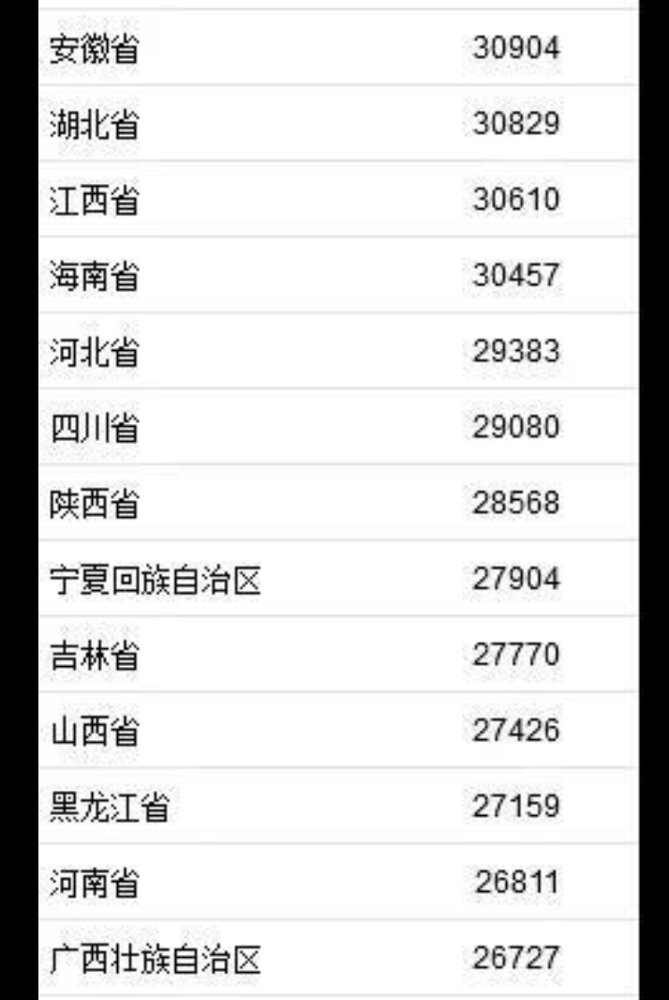 安徽省 30904
湖北省 30829
江西省 30610
海南省 30457
河北省 29383
四川省 29080
陕西省 28568
宁夏回族自治区 27904
吉林省 27770
山西省 27426
黑龙江省 27159
河南省 26811
广西壮族自治区 26727